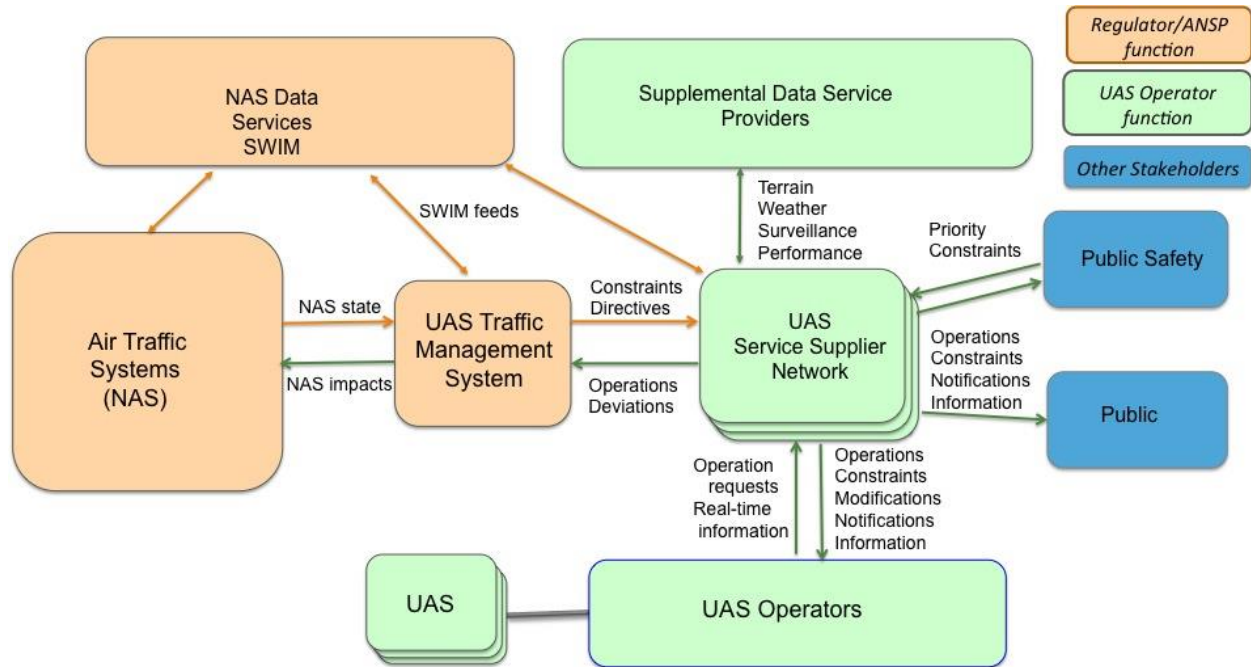 Regulator/ANSP
function
UAS Operator
function
Other Stakeholders
NAS Data
Services
SWIM
Supplemental Data Service
Providers
SWIM feeds
Terrain
Weather
Surveillance
Performance
Priority
Constraints
Public Safety
Air Traffic
Systems
(NAS)
NAS state
NAS impacts
UAS Traffic
Management
System
Constraints
Directives
Operations
Deviations
UAS
Service Supplier
Network
Operations
Constraints
Notifications
Information
Public
Operation
requests
Real-time
information
Operations
Constraints
Modifications
Notifications
Information
UAS
UAS Operators